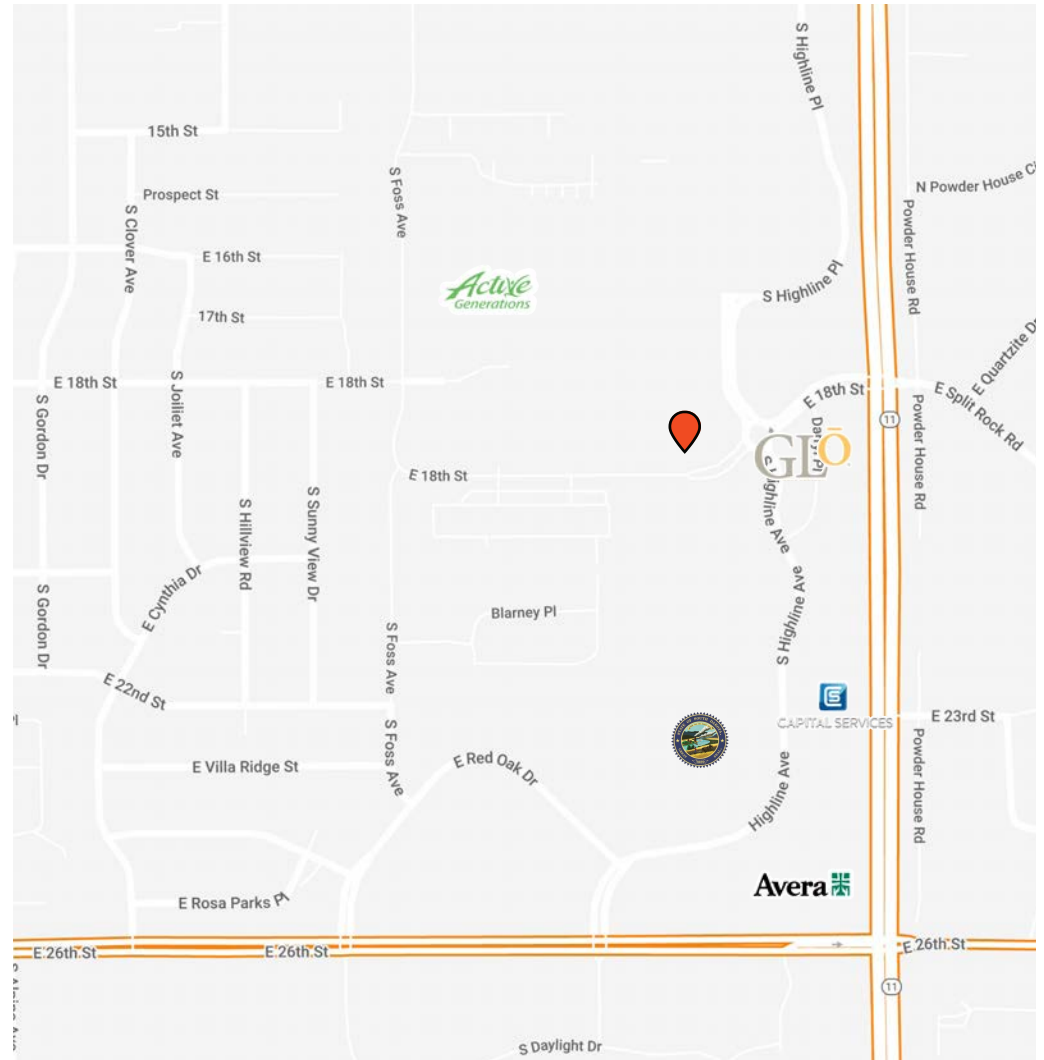 S Highline Pl
15th St
Prospect St
S Foss Ave
N Powder House Ci
S Clover Ave
Powder House Rd
E 16th St
Active
Generations
S Highline Pl
17th St
E Quartzite Dr
E 18th St
S Joiliet Ave
E 18th St
E 18th St
E Split Rock Rd
S Gordon Dr
11
Powder House Rd
GLŌ
E 18th St
S Highline Ave
S Hillview Rd
S Sunny View Dr
E Cynthia Dr
S Gordon Dr
Blarney Pl
S Highline Ave
S Foss Ave
E 22nd St
CAPITAL SERVICES
E 23rd St
S Foss Ave
E Villa Ridge St
E Red Oak Dr
Powder House Rd
Highline Ave
Avera
E Rosa Parks Pl
E 26th St
E 26th St
E 26th St
11
S Daylight Dr